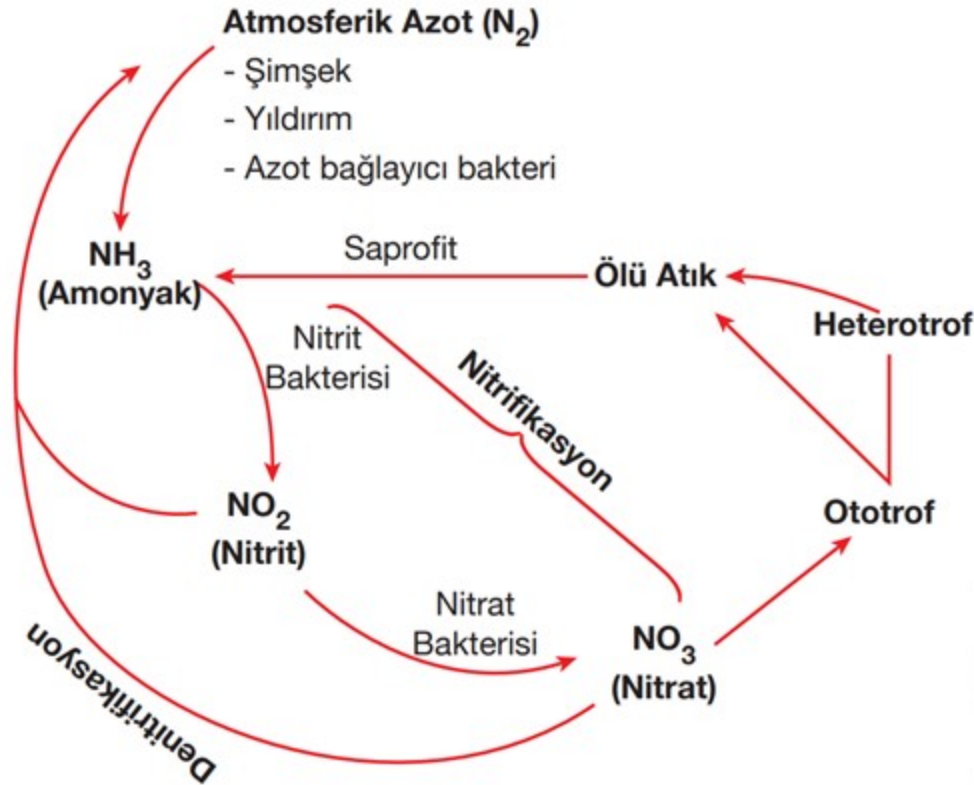 Atmosferik Azot (N₂)
- Şimşek
- Yıldırım
- Azot bağlayıcı bakteri
NH₃
(Amonyak)
Saprofit
Ölü Atık
Heterotrof
Nitrit
Bakterisi
Nitrifikasyon
NO₂
(Nitrit)
Ototrof
Nitrat
Bakterisi
NO₃
(Nitrat)
Denitrifikasyon